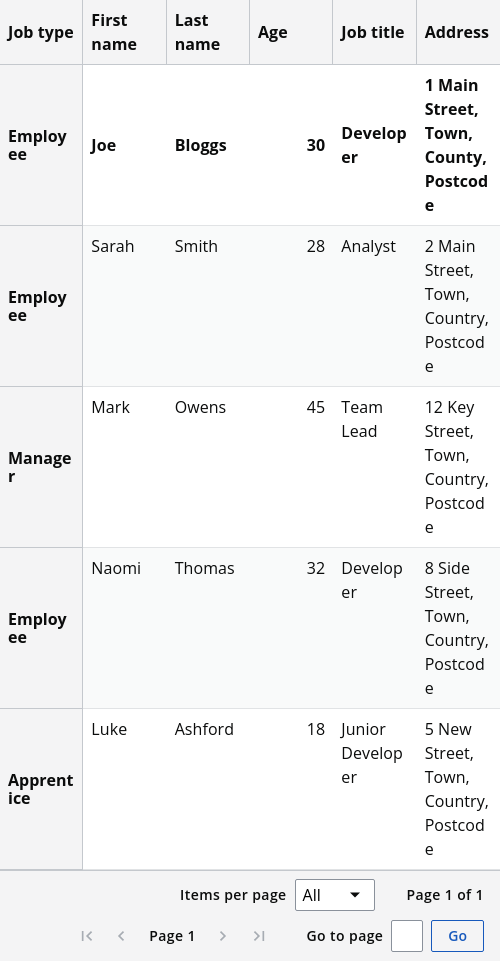 Job type First name Last name Age Job title Address
Employee Joe Bloggs 30 Developer 1 Main Street, Town, County, Postcode
Employee Sarah Smith 28 Analyst 2 Main Street, Town, Country, Postcode
Manager Mark Owens 45 Team Lead 12 Key Street, Town, Country, Postcode
Employee Naomi Thomas 32 Developer 8 Side Street, Town, Country, Postcode
Apprentice Luke Ashford 18 Junior Developer 5 New Street, Town, Country, Postcode
Items per page All Page 1 of 1
Page 1 Go to page Go